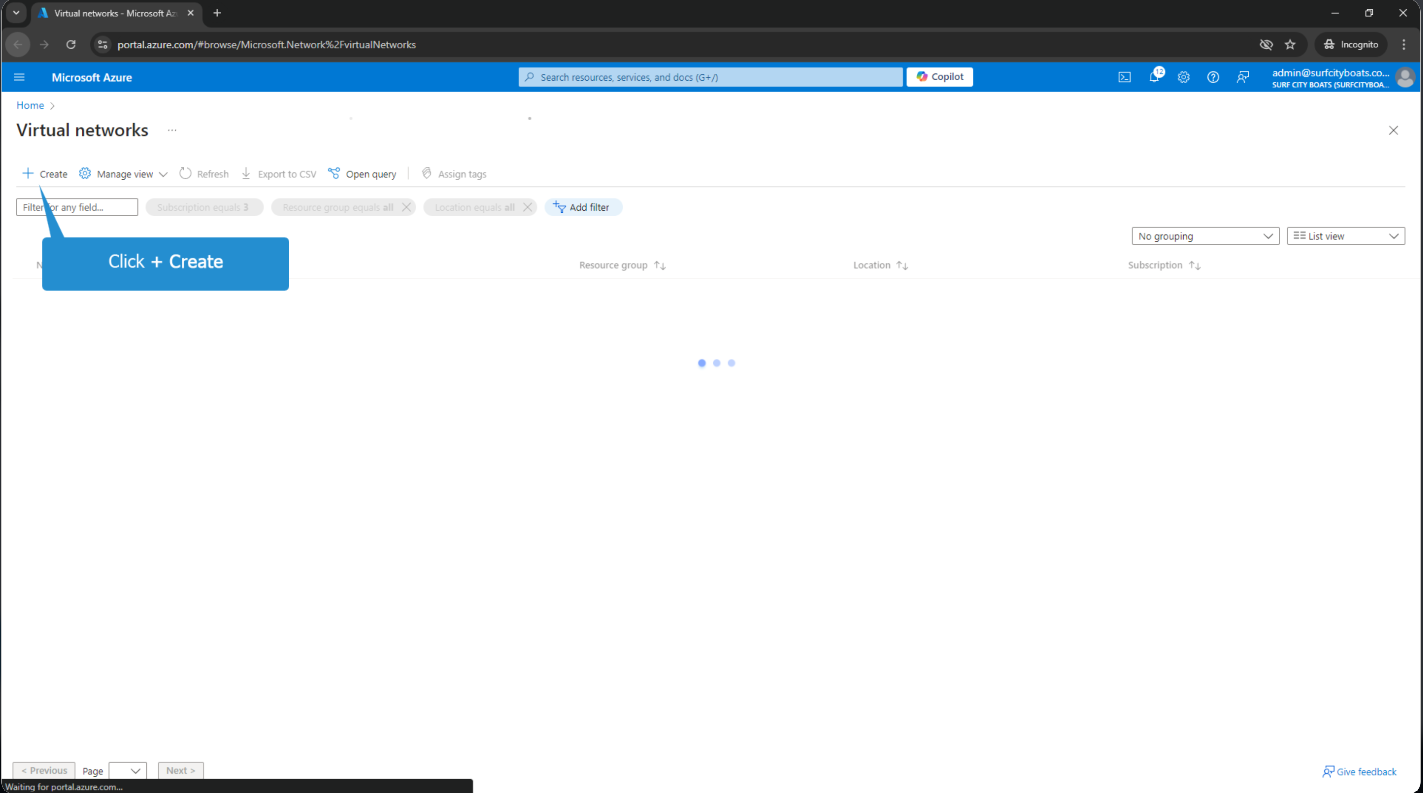 Virtual networks - Microsoft Az
portal.azure.com/#browse/Microsoft.Network%2FvirtualNetworks
Incognito
Microsoft Azure
Search resources, services, and docs (G+/)
Copilot
13
admin@surfcityboats.co...
SURF CITY BOATS (SURFCITYBOA...
Home >
Virtual networks ...
+ Create
Manage view
Refresh
Export to CSV
Open query
Assign tags
Filter for any field...
Subscription equals 3
Resource group equals all
Location equals all
Add filter
No grouping
List view
Click + Create
N
Resource group
Location
Subscription
< Previous
Page
Next >
Give feedback
Waiting for portal.azure.com...